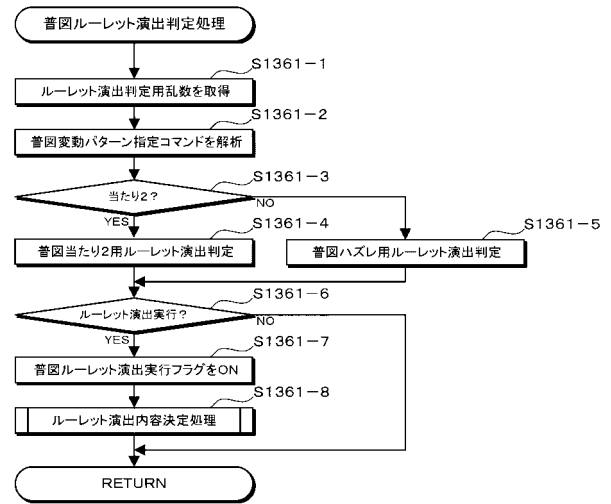 普図ルーレット演出判定処理
S1361-1
ルーレット演出判定用乱数を取得
S1361-2
普図変動パターン指定コマンドを解析
S1361-3
当たり2?
NO
YES
S1361-4
S1361-5
普図当たり2用ルーレット演出判定
普図ハズレ用ルーレット演出判定
S1361-6
ルーレット演出実行?
NO
YES
S1361-7
普図ルーレット演出実行フラグをON
S1361-8
ルーレット演出内容決定処理
RETURN